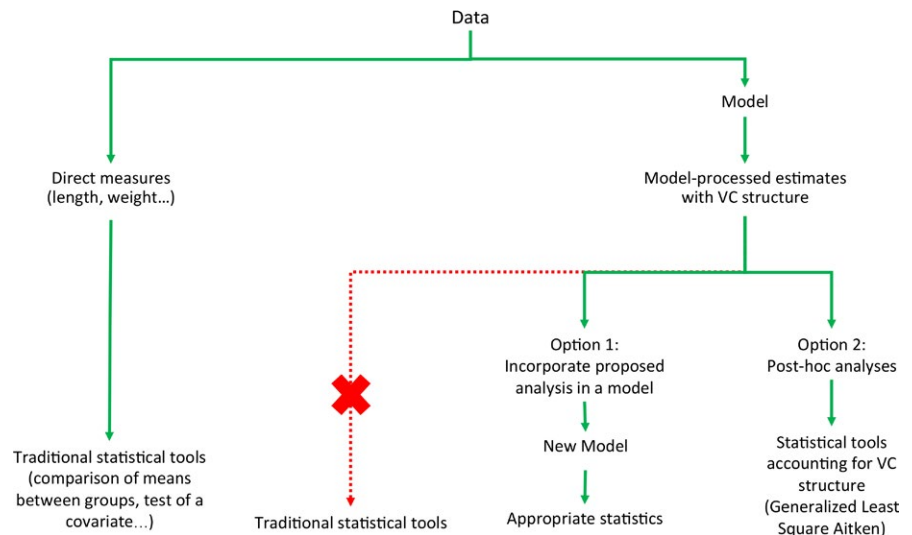 Data
Model
Direct measures
(length, weight…)
Model-processed estimates
with VC structure
Option 1:
Incorporate proposed
analysis in a model
Option 2:
Post-hoc analyses
New Model
Traditional statistical tools
(comparison of means
between groups, test of a
covariate…)
Traditional statistical tools
Appropriate statistics
Statistical tools
accounting for VC
structure
(Generalized Least
Square Aitken)